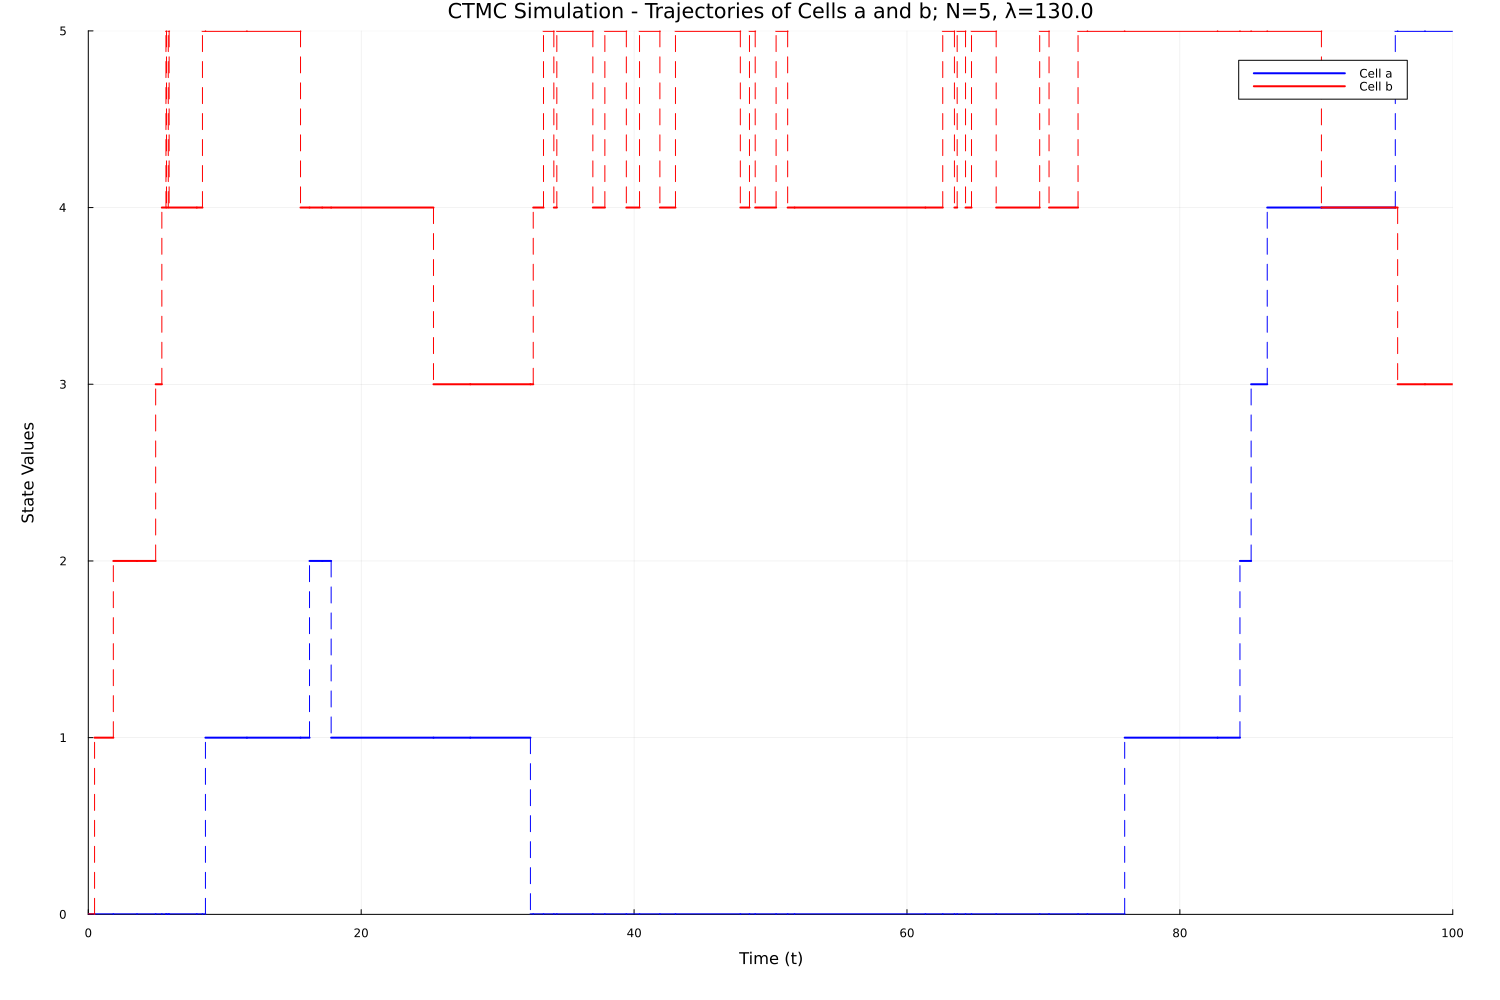 CTMC Simulation - Trajectories of Cells a and b; N=5, λ=130.0
5
Cell a
Cell b
4
3
State Values
2
1
0
0 20 40 60 80 100
Time (t)